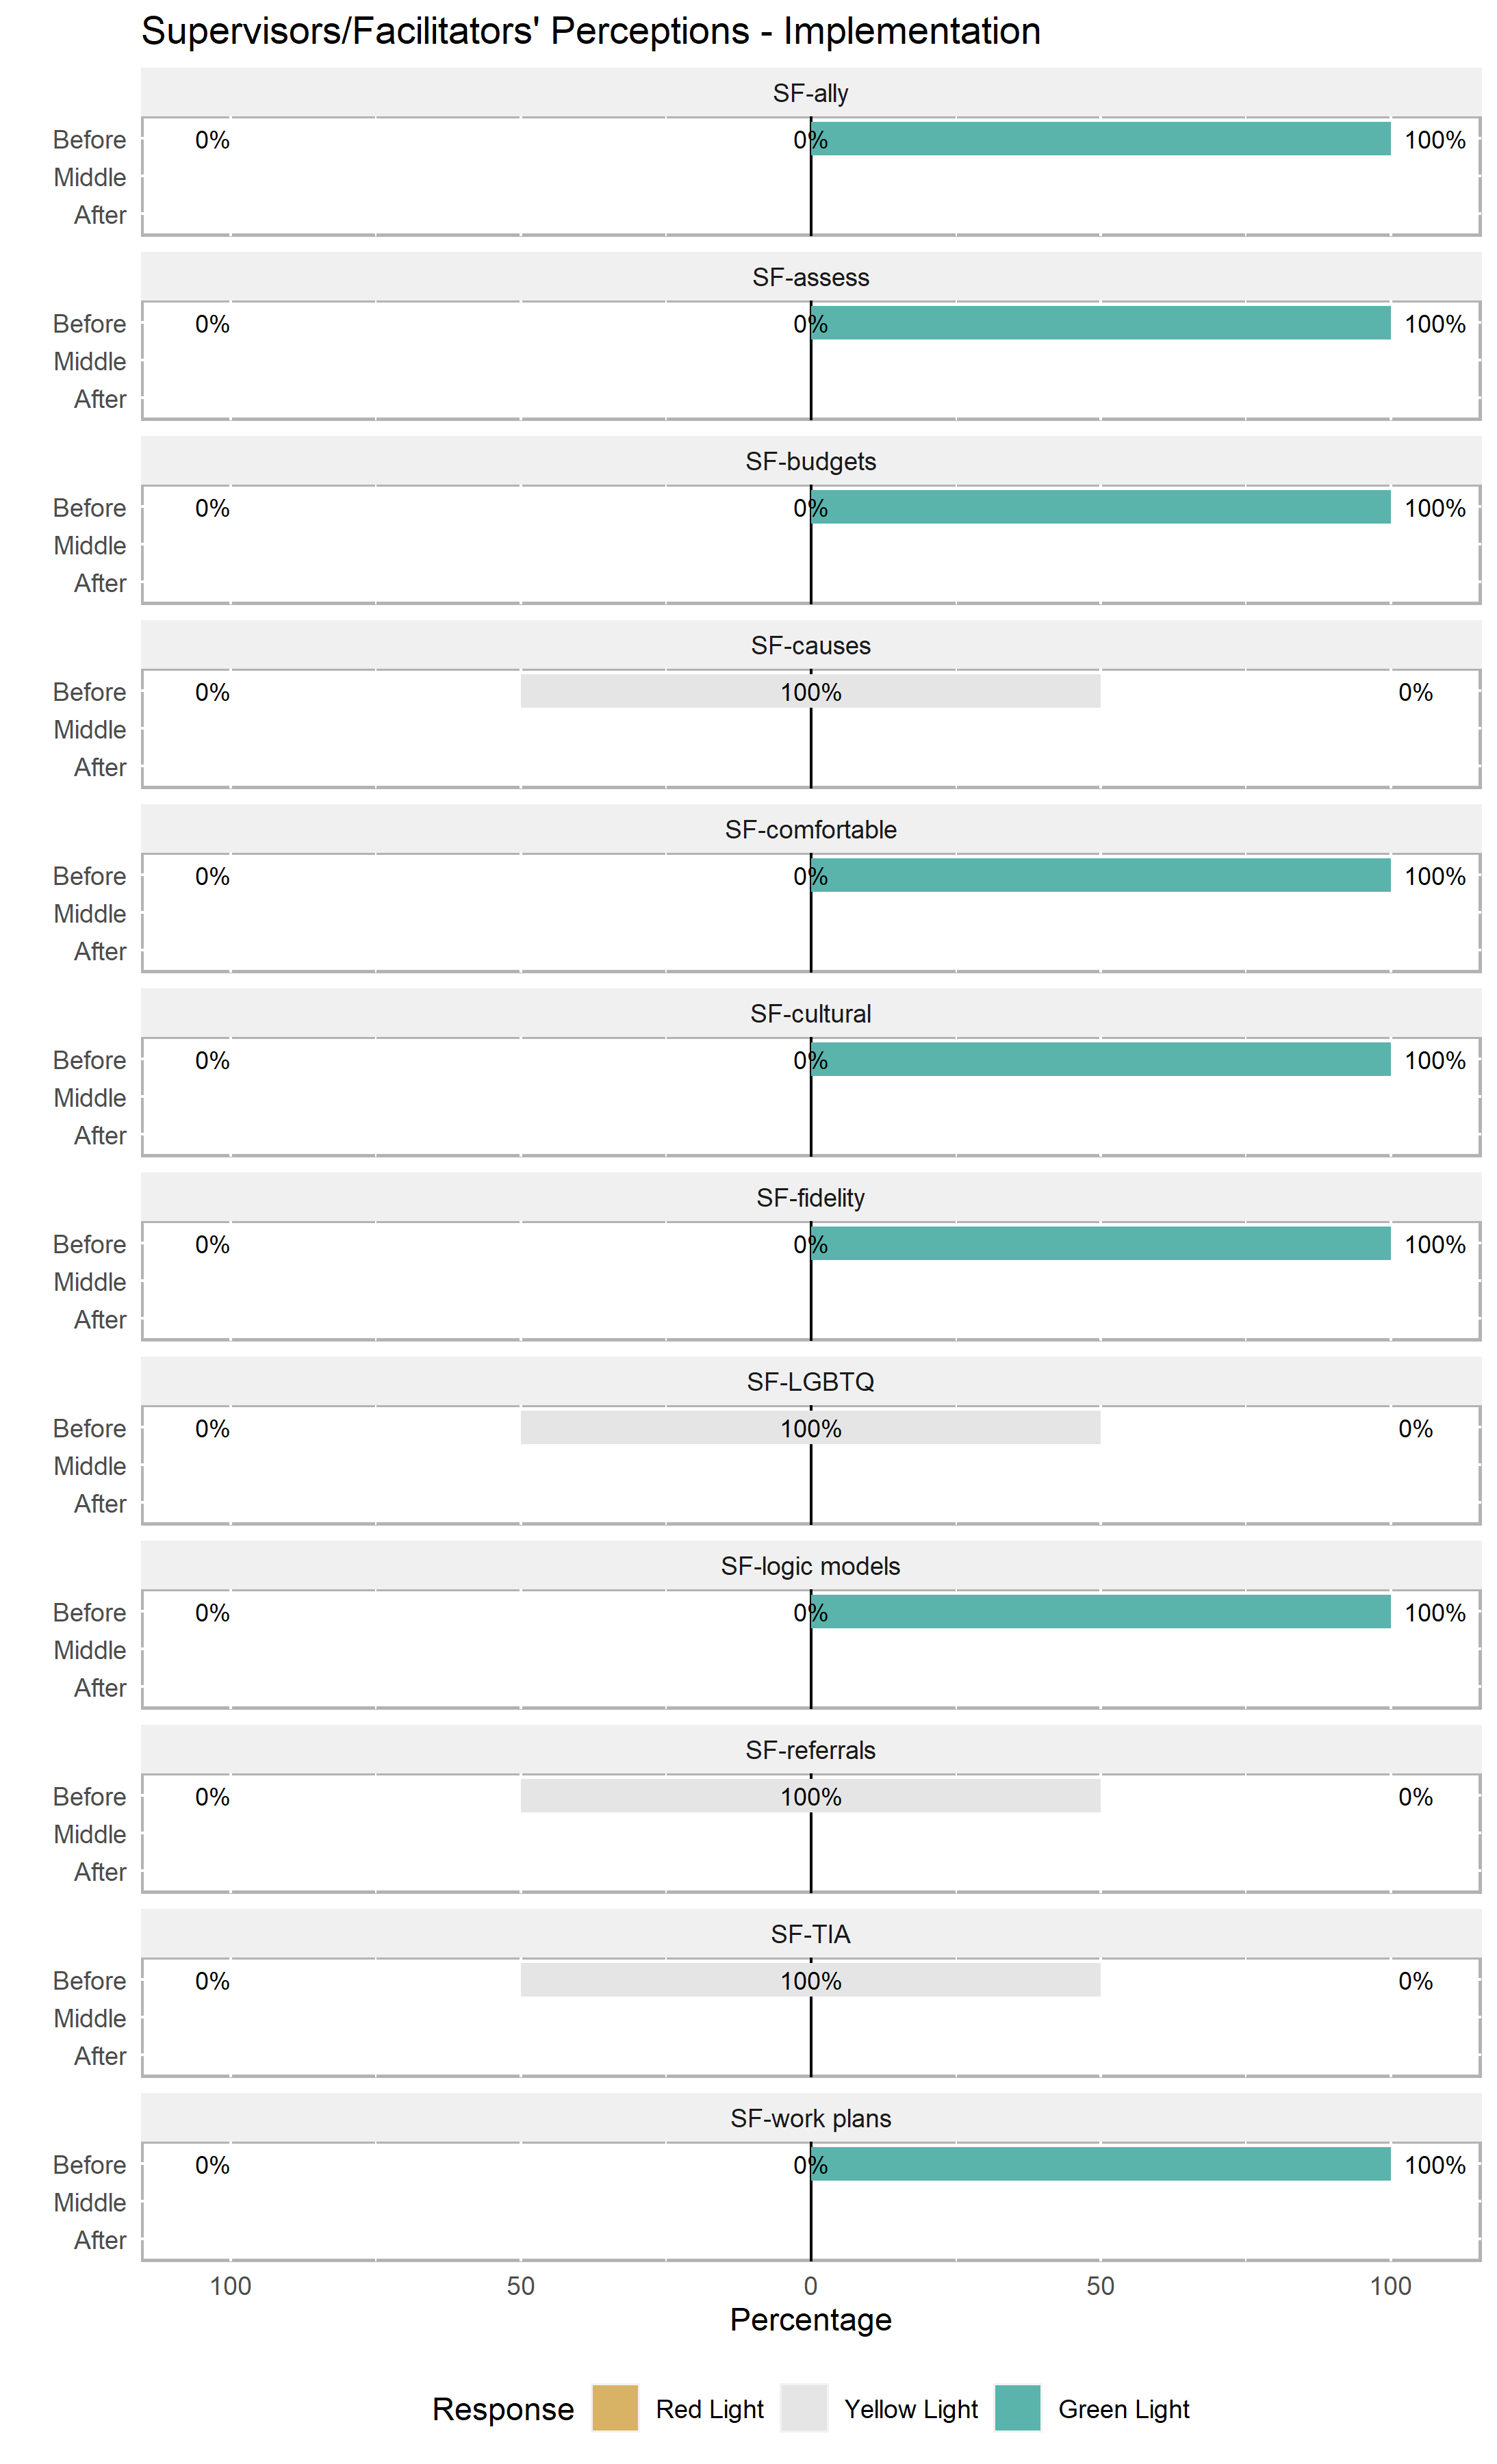 Supervisors/Facilitators' Perceptions - Implementation
SF-ally
Before 0% 0% 100%
Middle
After
SF-assess
Before 0% 0% 100%
Middle
After
SF-budgets
Before 0% 0% 100%
Middle
After
SF-causes
Before 0% 100% 0%
Middle
After
SF-comfortable
Before 0% 0% 100%
Middle
After
SF-cultural
Before 0% 0% 100%
Middle
After
SF-fidelity
Before 0% 0% 100%
Middle
After
SF-LGBTQ
Before 0% 100% 0%
Middle
After
SF-logic models
Before 0% 0% 100%
Middle
After
SF-referrals
Before 0% 100% 0%
Middle
After
SF-TIA
Before 0% 100% 0%
Middle
After
SF-work plans
Before 0% 0% 100%
Middle
After
100 50 0 50 100
Percentage
Response Red Light Yellow Light Green Light